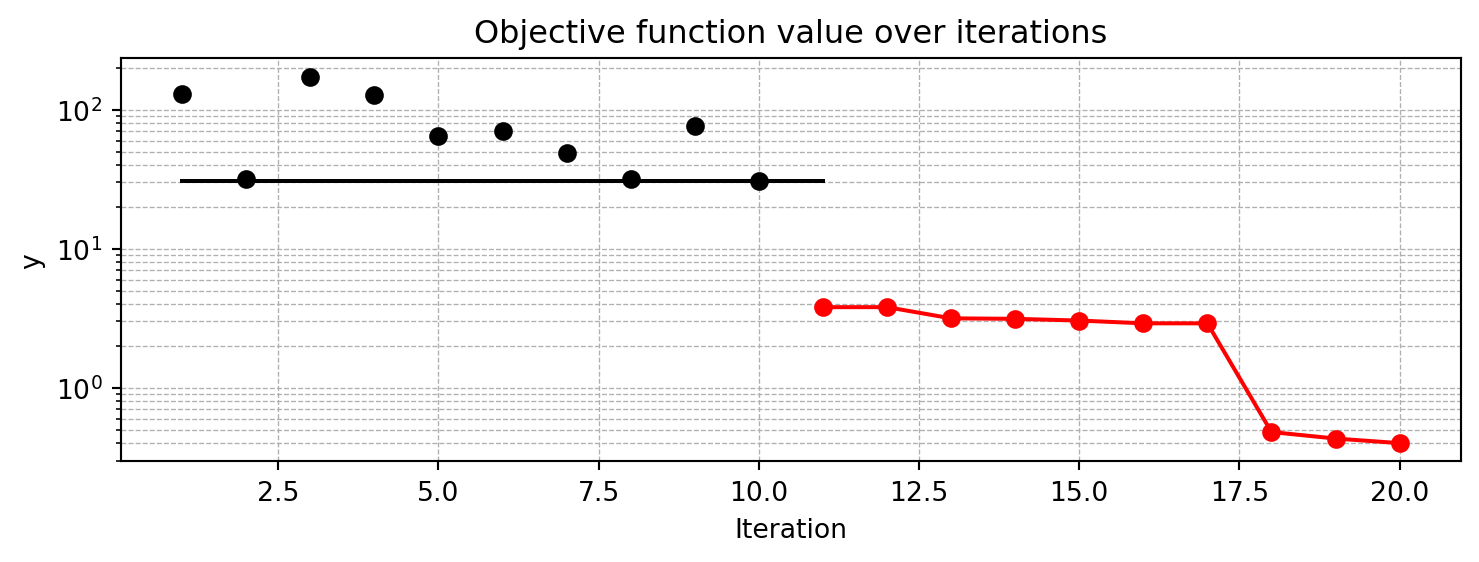 Objective function value over iterations
10²
10¹
10⁰
y
2.5 5.0 7.5 10.0 12.5 15.0 17.5 20.0
Iteration